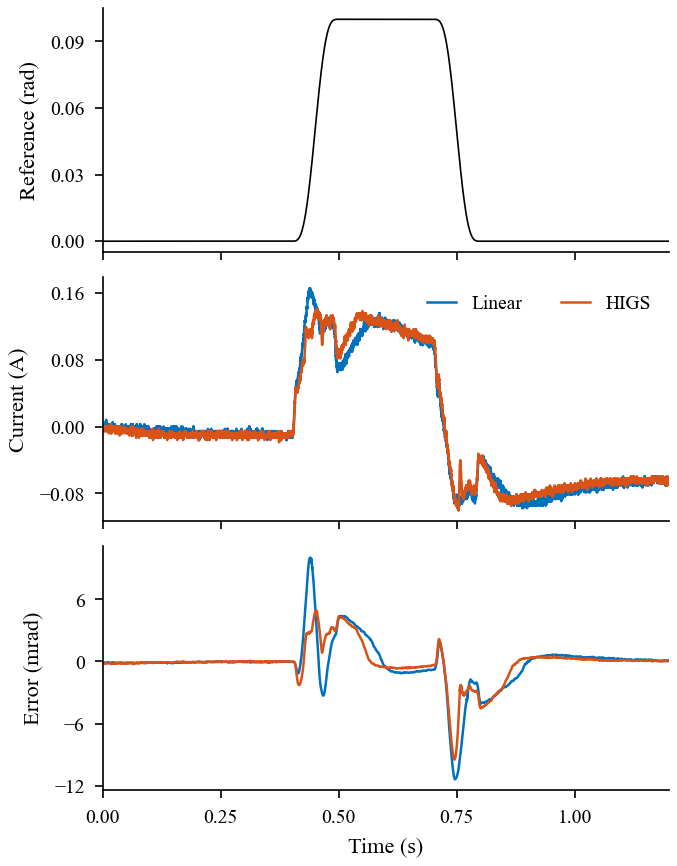 Reference (rad)
0.09
0.06
0.03
0.00
Current (A)
0.16
0.08
0.00
−0.08
Linear
HIGS
Error (mrad)
6
0
−6
−12
0.00 0.25 0.50 0.75 1.00
Time (s)